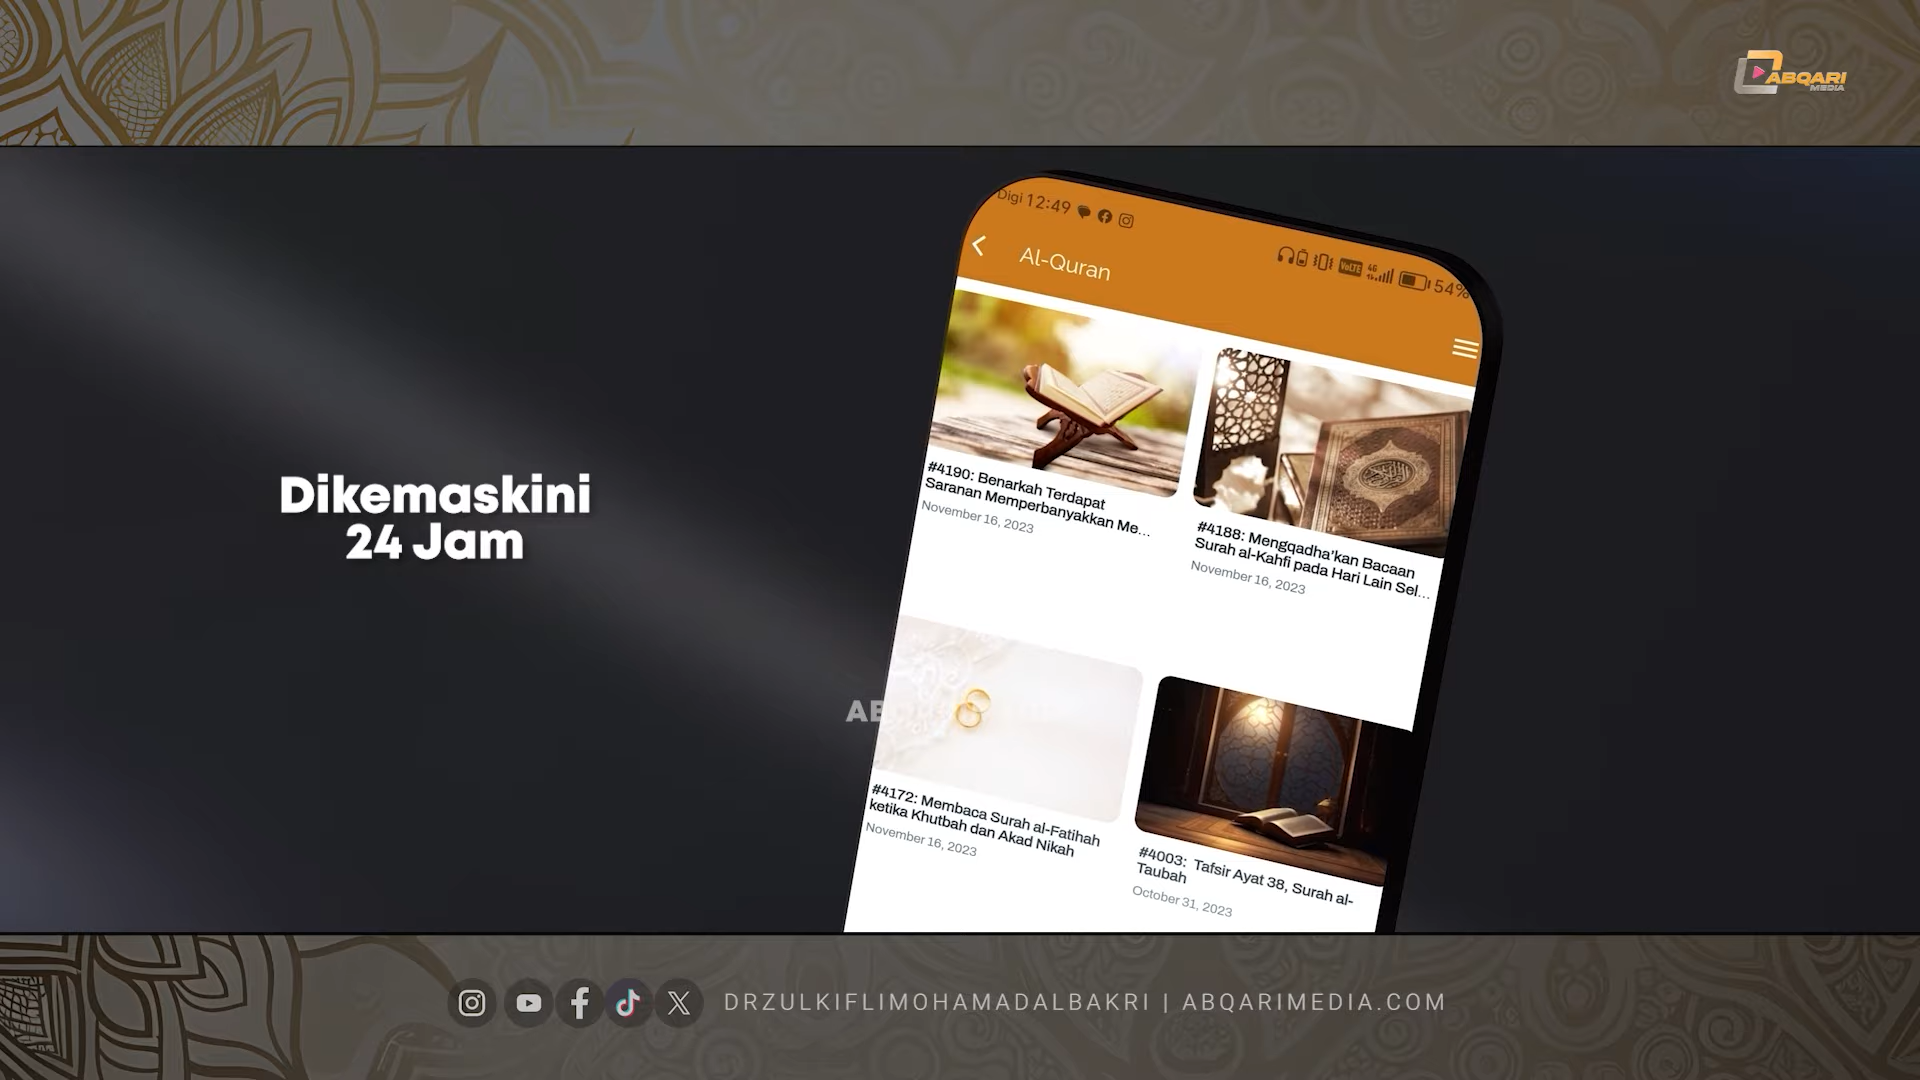 ABQARI
MEDIA
Digi 12:49
VoLTE 4G 54%
Al-Quran
#4190: Benarkah Terdapat
Saranan Memperbanyakkan Me...
November 16, 2023
#4188: Mengqadha'kan Bacaan
Surah al-Kahfi pada Hari Lain Sel...
November 16, 2023
Dikemaskini
24 Jam
#4172: Membaca Surah al-Fatihah
ketika Khutbah dan Akad Nikah
November 16, 2023
#4003: Tafsir Ayat 38, Surah al-
Taubah
October 31, 2023
DRZULKIFLIMOHAMADALBAKRI | ABQARIMEDIA.COM